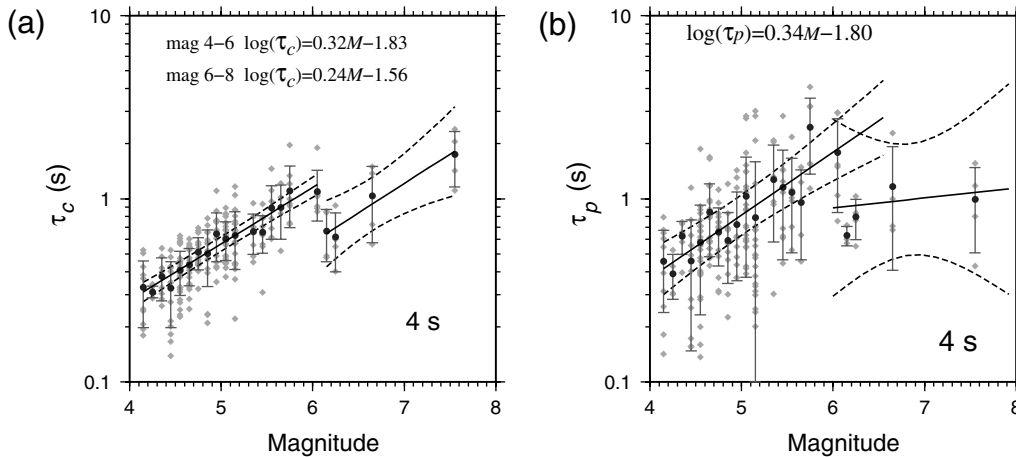 (a)
mag 4−6 log(τc)=0.32M−1.83
mag 6−8 log(τc)=0.24M−1.56
10
1
0.1
τc (s)
4 s
4 5 6 7 8
Magnitude
(b)
log(τp)=0.34M−1.80
10
1
0.1
τp (s)
4 s
4 5 6 7 8
Magnitude